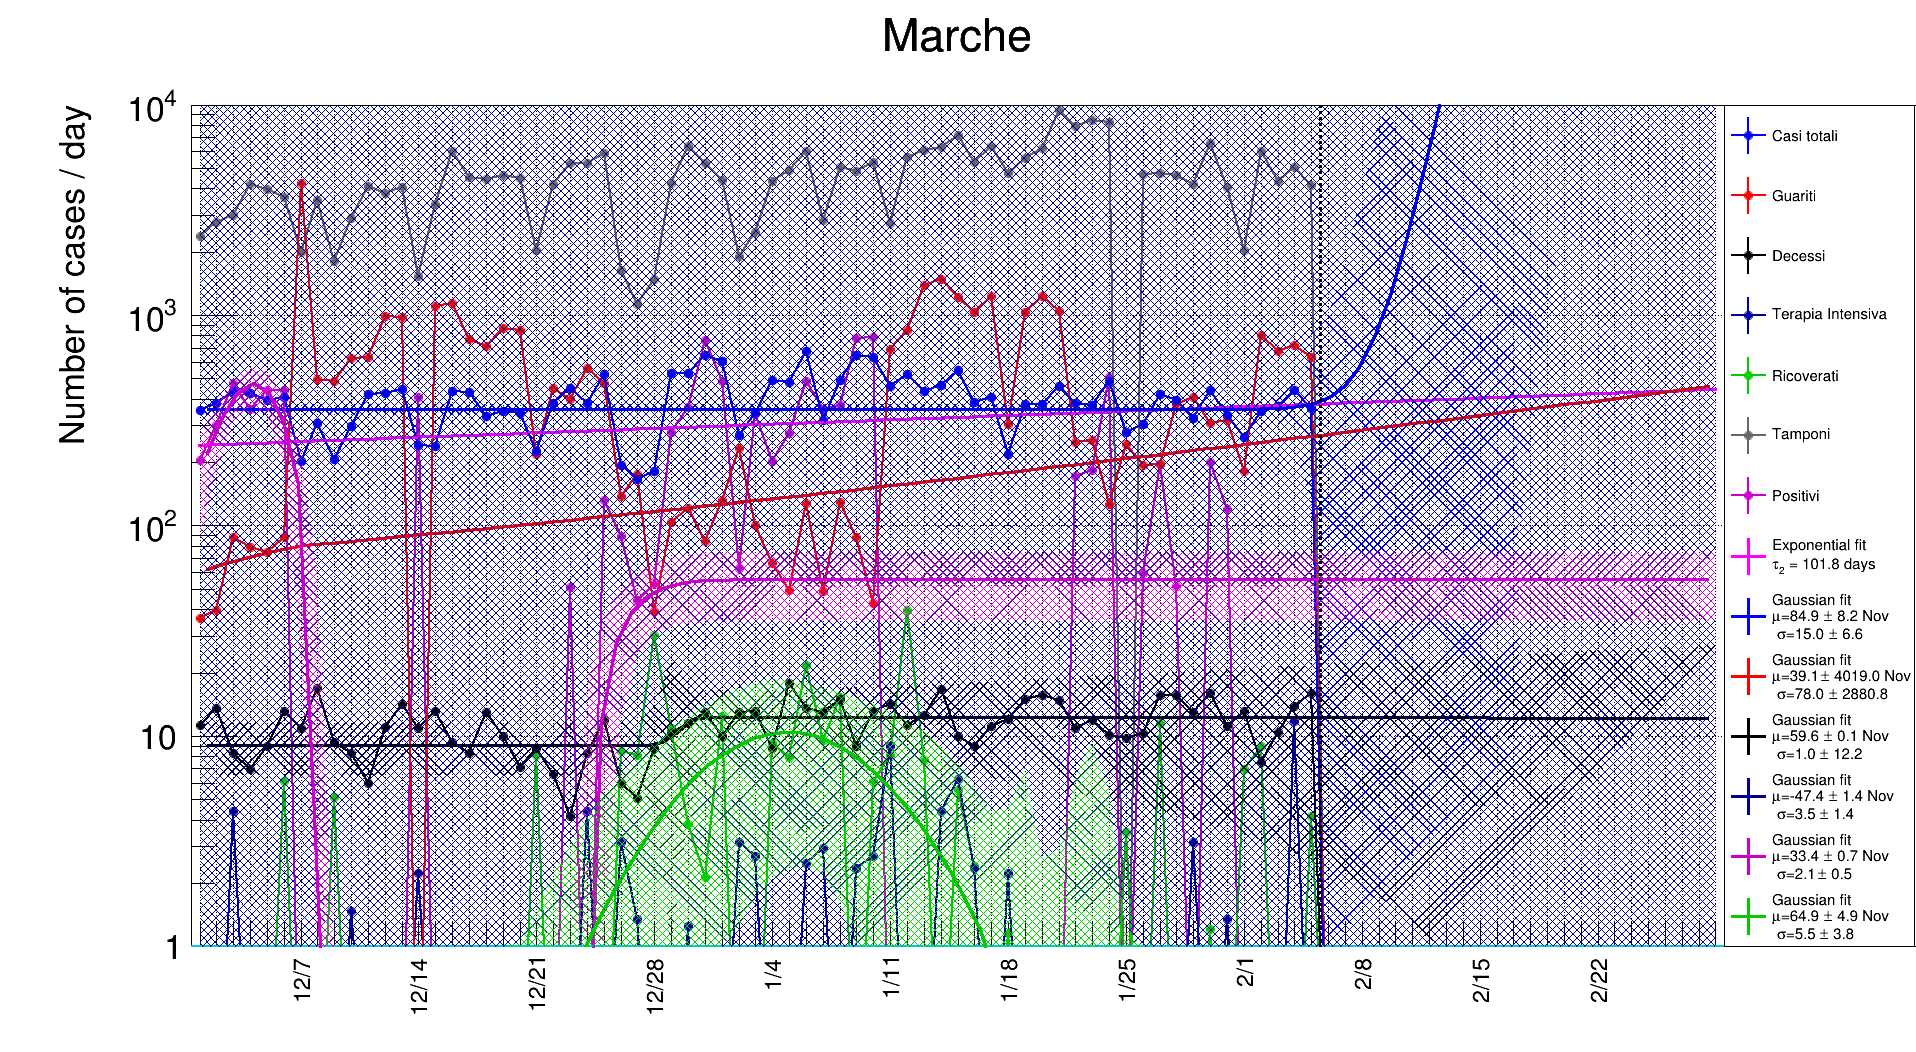 Marche
Number of cases / day
10^4
10^3
10^2
10
1
12/7
12/14
12/21
12/28
1/4
1/11
1/18
1/25
2/1
2/8
2/15
2/22
Casi totali
Guariti
Decessi
Terapia Intensiva
Ricoverati
Tamponi
Positivi
Exponential fit
τ₂ = 101.8 days
Gaussian fit
μ=84.9 ± 8.2 Nov
σ=15.0 ± 6.6
Gaussian fit
μ=39.1± 4019.0 Nov
σ=78.0 ± 2880.8
Gaussian fit
μ=59.6 ± 0.1 Nov
σ=1.0 ± 12.2
Gaussian fit
μ=-47.4 ± 1.4 Nov
σ=3.5 ± 1.4
Gaussian fit
μ=33.4 ± 0.7 Nov
σ=2.1 ± 0.5
Gaussian fit
μ=64.9 ± 4.9 Nov
σ=5.5 ± 3.8